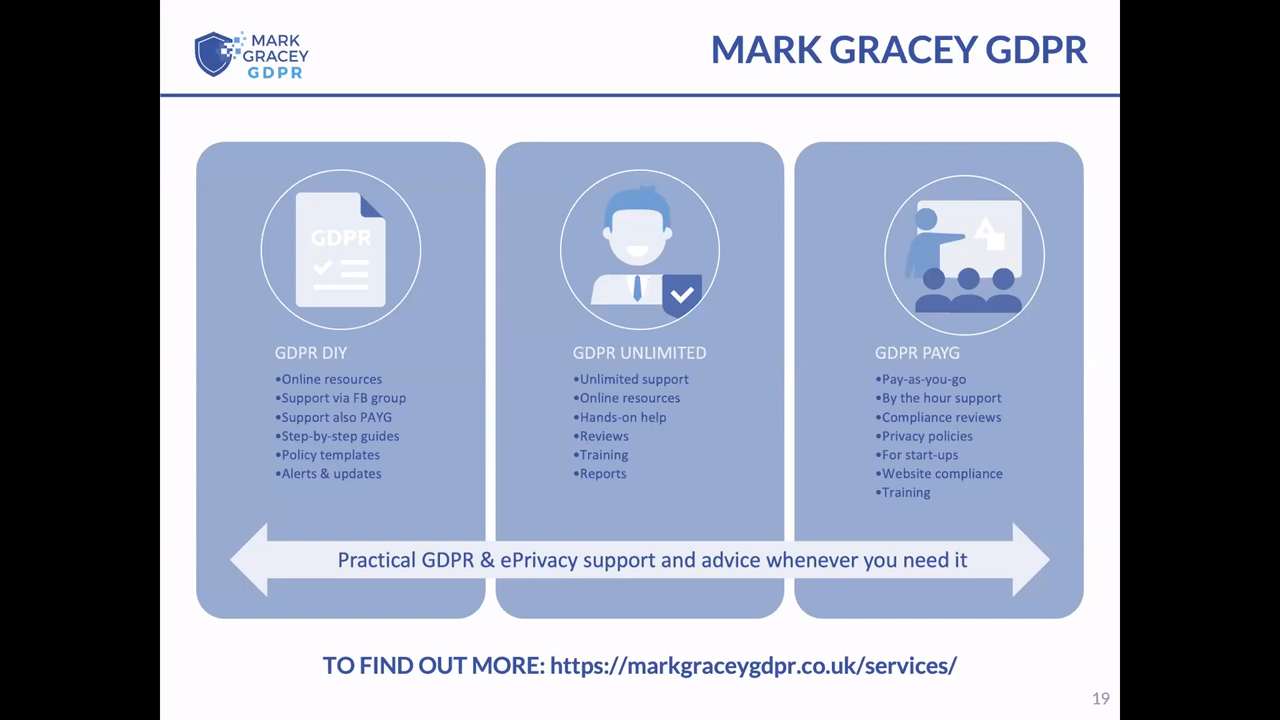 MARK
GRACEY
GDPR
MARK GRACEY GDPR
GDPR
GDPR DIY
•Online resources
•Support via FB group
•Support also PAYG
•Step-by-step guides
•Policy templates
•Alerts & updates
GDPR UNLIMITED
•Unlimited support
•Online resources
•Hands-on help
•Reviews
•Training
•Reports
GDPR PAYG
•Pay-as-you-go
•By the hour support
•Compliance reviews
•Privacy policies
•For start-ups
•Website compliance
•Training
Practical GDPR & ePrivacy support and advice whenever you need it
TO FIND OUT MORE: https://markgraceygdpr.co.uk/services/
19